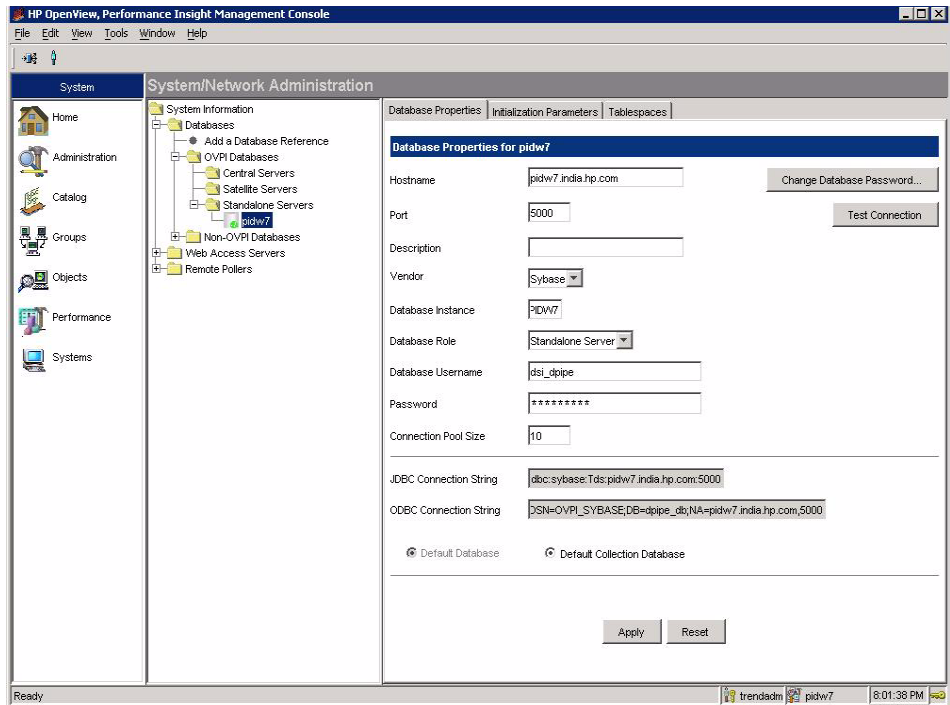 HP OpenView, Performance Insight Management Console
File Edit View Tools Window Help
System
System/Network Administration
Home
Administration
Catalog
Groups
Objects
Performance
Systems
System Information
Databases
Add a Database Reference
OVPI Databases
Central Servers
Satellite Servers
Standalone Servers
pidw7
Non-OVPI Databases
Web Access Servers
Remote Pollers
Database Properties Initialization Parameters Tablespaces
Database Properties for pidw7
Hostname pidw7.india.hp.com Change Database Password...
Port 5000 Test Connection
Description
Vendor Sybase
Database Instance PIDW7
Database Role Standalone Server
Database Username dsi_dpipe
Password *********
Connection Pool Size 10
JDBC Connection String dbc:sybase:Tds:pidw7.india.hp.com:5000
ODBC Connection String DSN=OVPI_SYBASE;DB=dpipe_db;NA=pidw7.india.hp.com,5000
Default Database Default Collection Database
Apply Reset
Ready trendadm pidw7 8:01:38 PM